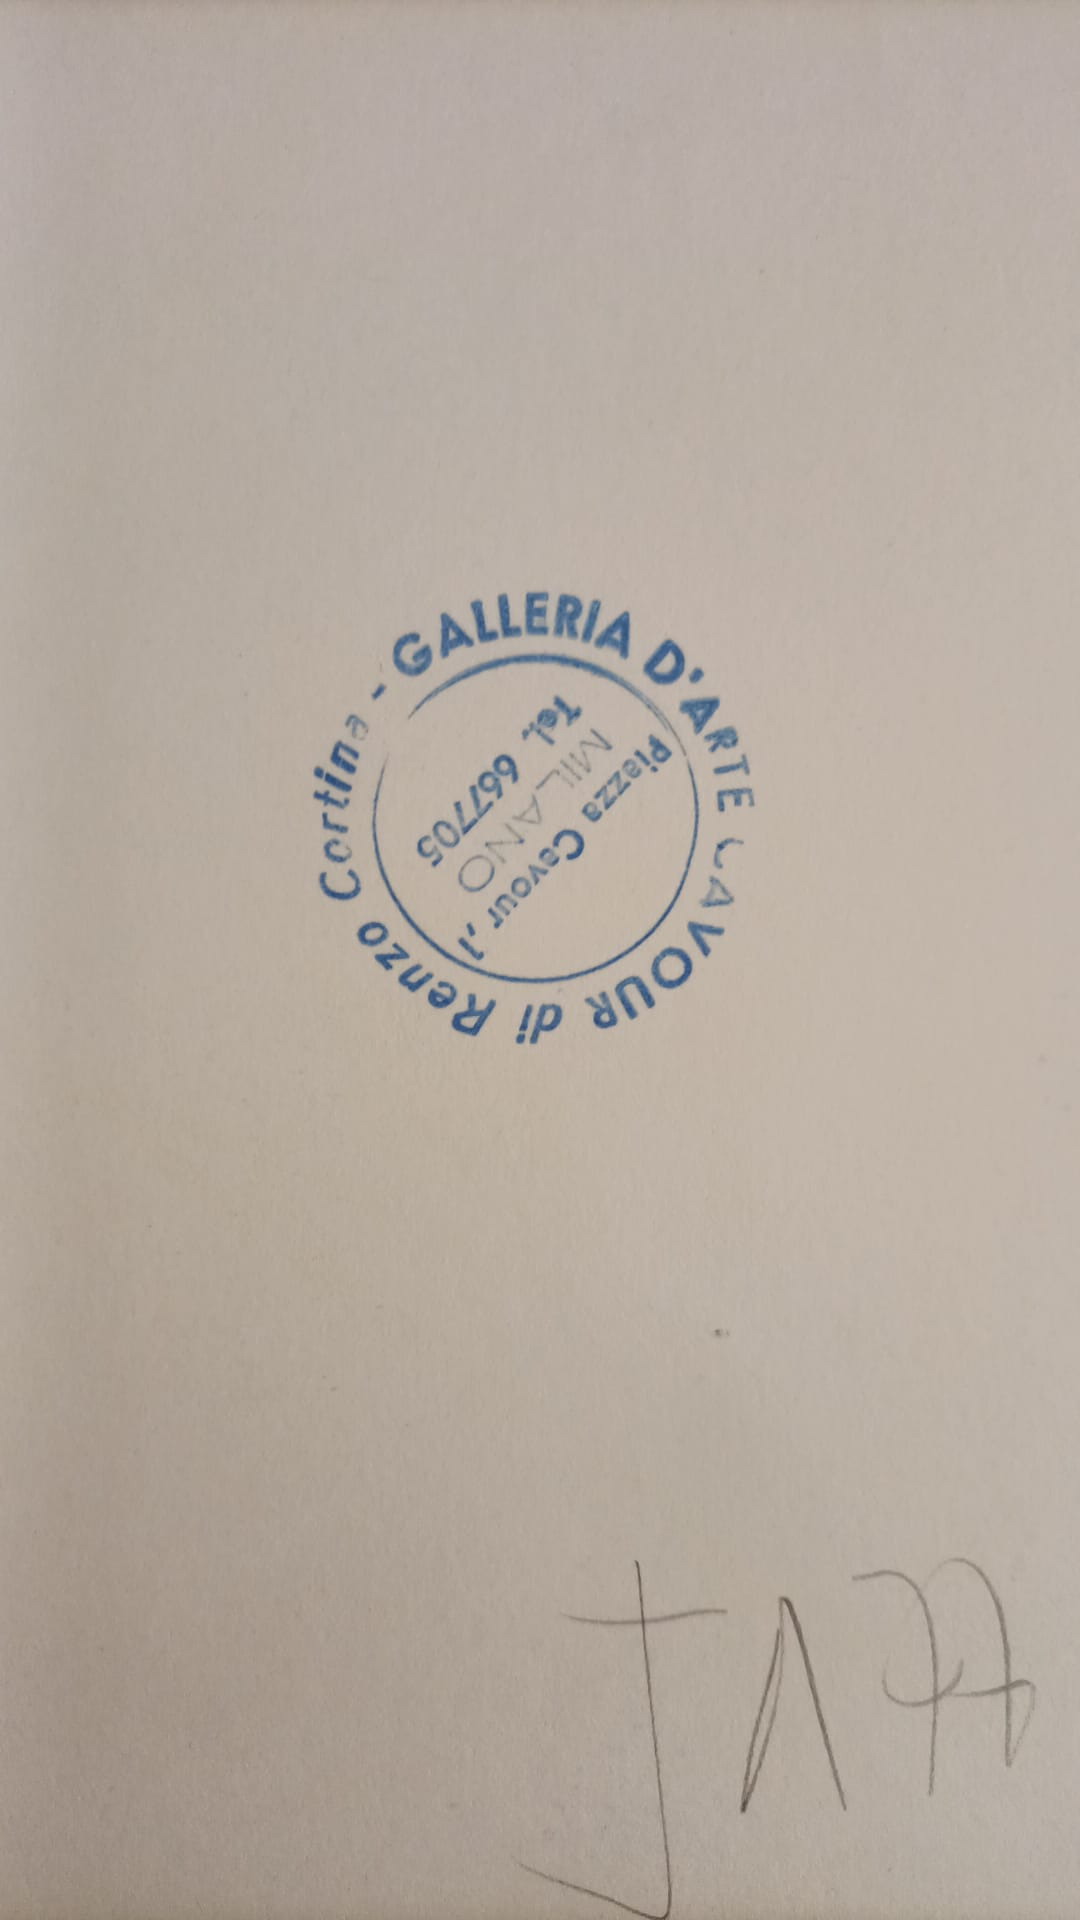 GALLERIA D'ARTE CAVOUR di Renzo Cortina -
Piazza Cavour, 1
MILANO
Tel. 667705